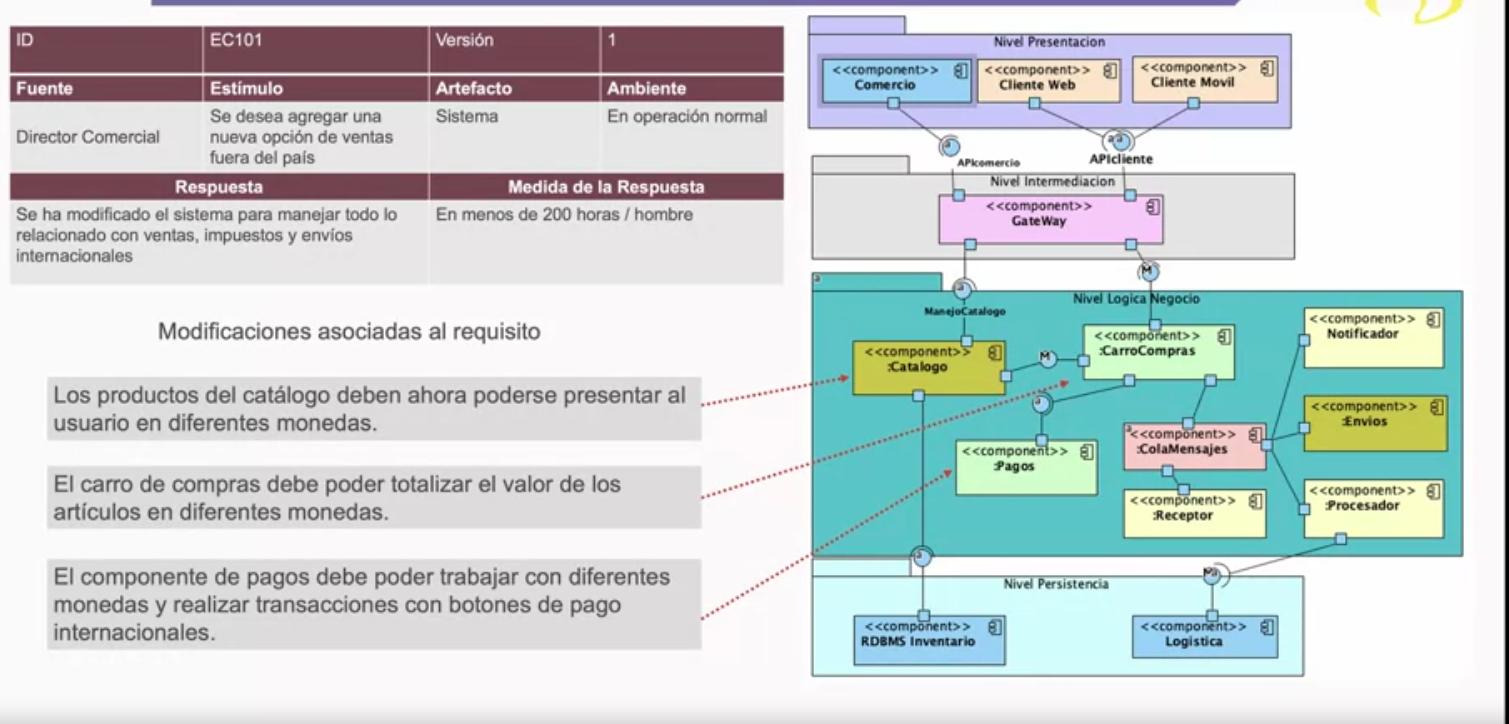 ID EC101 Versión 1
Fuente Estímulo Artefacto Ambiente
Director Comercial
Se desea agregar una
nueva opción de ventas
fuera del país
Sistema
En operación normal
Respuesta Medida de la Respuesta
Se ha modificado el sistema para manejar todo lo
relacionado con ventas, impuestos y envíos
internacionales
En menos de 200 horas / hombre
Modificaciones asociadas al requisito
Los productos del catálogo deben ahora poderse presentar al
usuario en diferentes monedas.
El carro de compras debe poder totalizar el valor de los
artículos en diferentes monedas.
El componente de pagos debe poder trabajar con diferentes
monedas y realizar transacciones con botones de pago
internacionales.
Nivel Presentacion
<<component>>
Comercio
<<component>>
Cliente Web
<<component>>
Cliente Movil
APIcomercio
APIcliente
Nivel Intermediacion
<<component>>
GateWay
ManejoCatalogo
Nivel Logica Negocio
<<component>>
:Catalogo
<<component>>
:CarroCompras
<<component>>
Notificador
<<component>>
:Pagos
<<component>>
:ColaMensajes
<<component>>
:Envios
<<component>>
:Receptor
<<component>>
:Procesador
Nivel Persistencia
<<component>>
RDBMS Inventario
<<component>>
Logistica